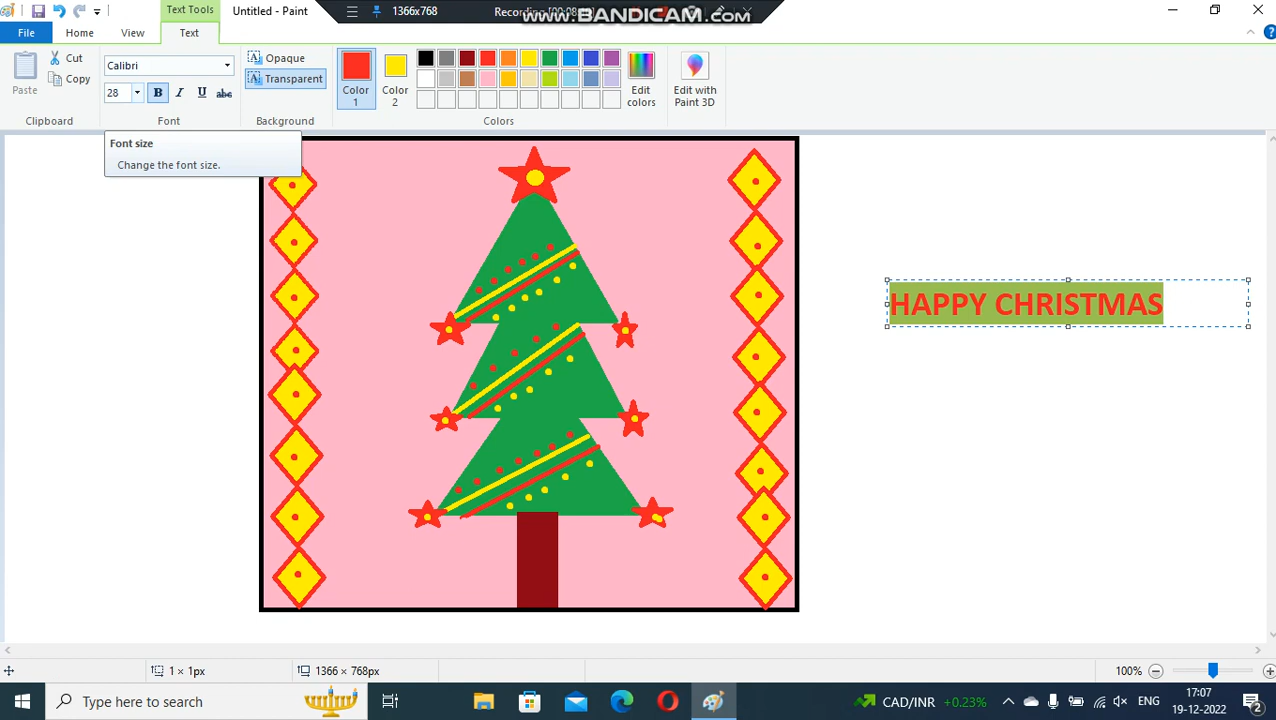 Text Tools
Untitled - Paint
1366x768
Recording
www.BANDICAM.com
File
Home
View
Text
Paste
Cut
Copy
Clipboard
Calibri
28
B I U abc
Font
Opaque
Transparent
Background
Color 1
Color 2
Edit colors
Colors
Edit with Paint 3D
Font size
Change the font size.
HAPPY CHRISTMAS
1 × 1px
1366 × 768px
100%
Type here to search
CAD/INR +0.23%
ENG
17:07
19-12-2022
2